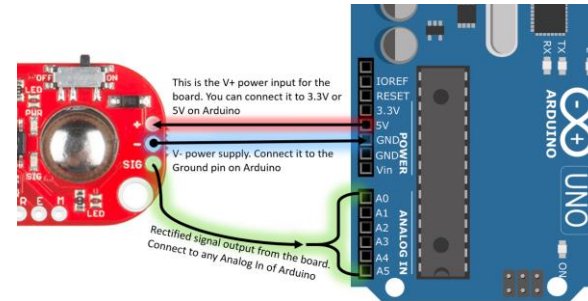 OFF
ON
LED
PWR
+
-
SIG
SIG
R E M
LED
This is the V+ power input for the
board. You can connect it to 3.3V or
5V on Arduino
V- power supply. Connect it to the
Ground pin on Arduino
Rectified signal output from the board.
Connect to any Analog In of Arduino
IOREF
RESET
3.3V
5V
GND
GND
Vin
POWER
A0
A1
A2
A3
A4
A5
ANALOG IN
RX
TX
ARDUINO
UNO
ON